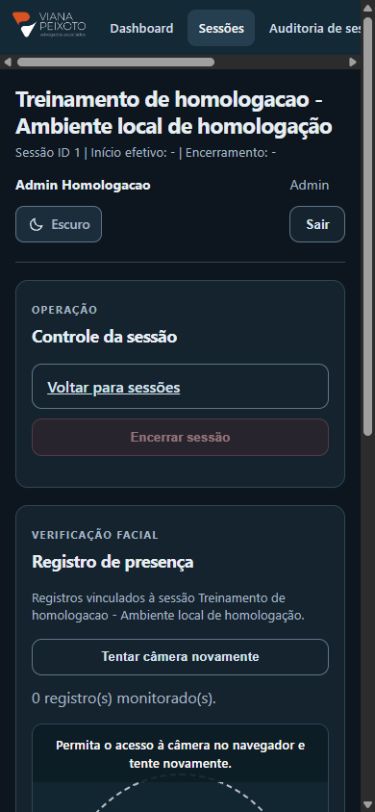 VIANA
PEIXOTO
Dashboard
Sessões
Auditoria de ses
Treinamento de homologacao -
Ambiente local de homologação
Sessão ID 1 | Início efetivo: - | Encerramento: -
Admin Homologacao
Admin
Escuro
Sair
OPERAÇÃO
Controle da sessão
Voltar para sessões
Encerrar sessão
VERIFICAÇÃO FACIAL
Registro de presença
Registros vinculados à sessão Treinamento de
homologacao - Ambiente local de homologação.
Tentar câmera novamente
0 registro(s) monitorado(s).
Permita o acesso à câmera no navegador e
tente novamente.